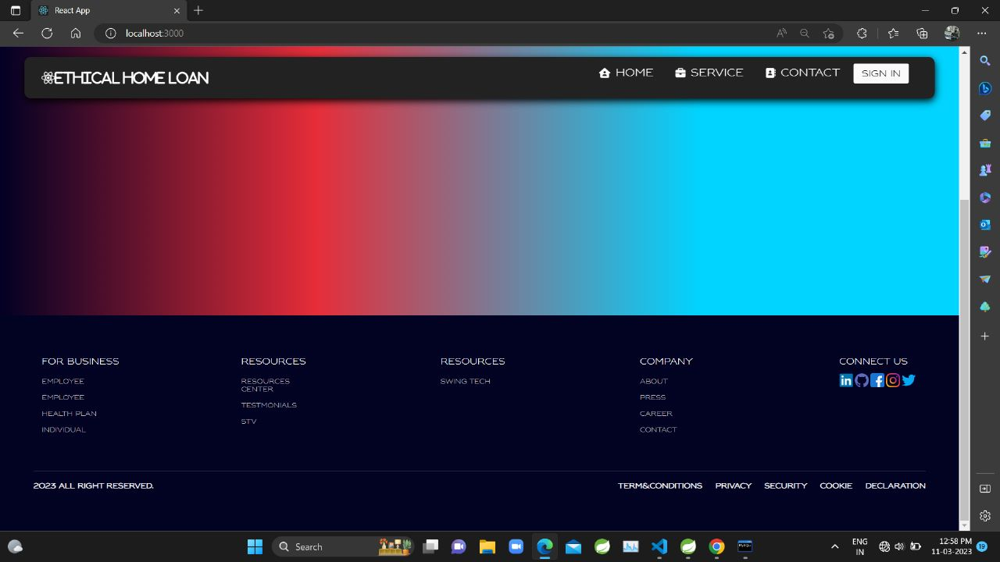 React App
localhost:3000
ETHICAL HOME LOAN
HOME
SERVICE
CONTACT
SIGN IN
FOR BUSINESS
EMPLOYEE
EMPLOYEE
HEALTH PLAN
INDIVIDUAL
RESOURCES
RESOURCES
CENTER
TESTMONIALS
STV
RESOURCES
SWING TECH
COMPANY
ABOUT
PRESS
CAREER
CONTACT
CONNECT US
2023 ALL RIGHT RESERVED.
TERM&CONDITIONS
PRIVACY
SECURITY
COOKIE
DECLARATION
Search
ENG
IN
12:58 PM
11-03-2023
19